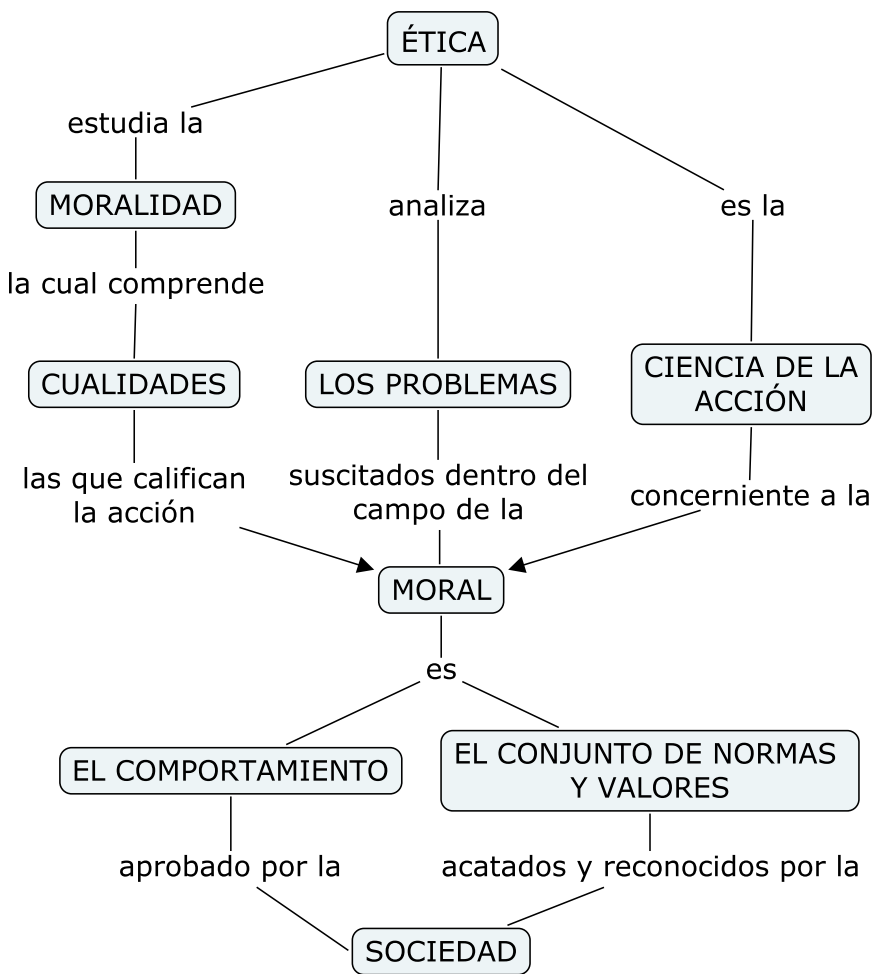 ÉTICA
estudia la
analiza
es la
MORALIDAD
la cual comprende
CUALIDADES
LOS PROBLEMAS
CIENCIA DE LA
ACCIÓN
las que califican
la acción
suscitados dentro del
campo de la
concerniente a la
MORAL
es
EL COMPORTAMIENTO
EL CONJUNTO DE NORMAS
Y VALORES
aprobado por la
acatados y reconocidos por la
SOCIEDAD